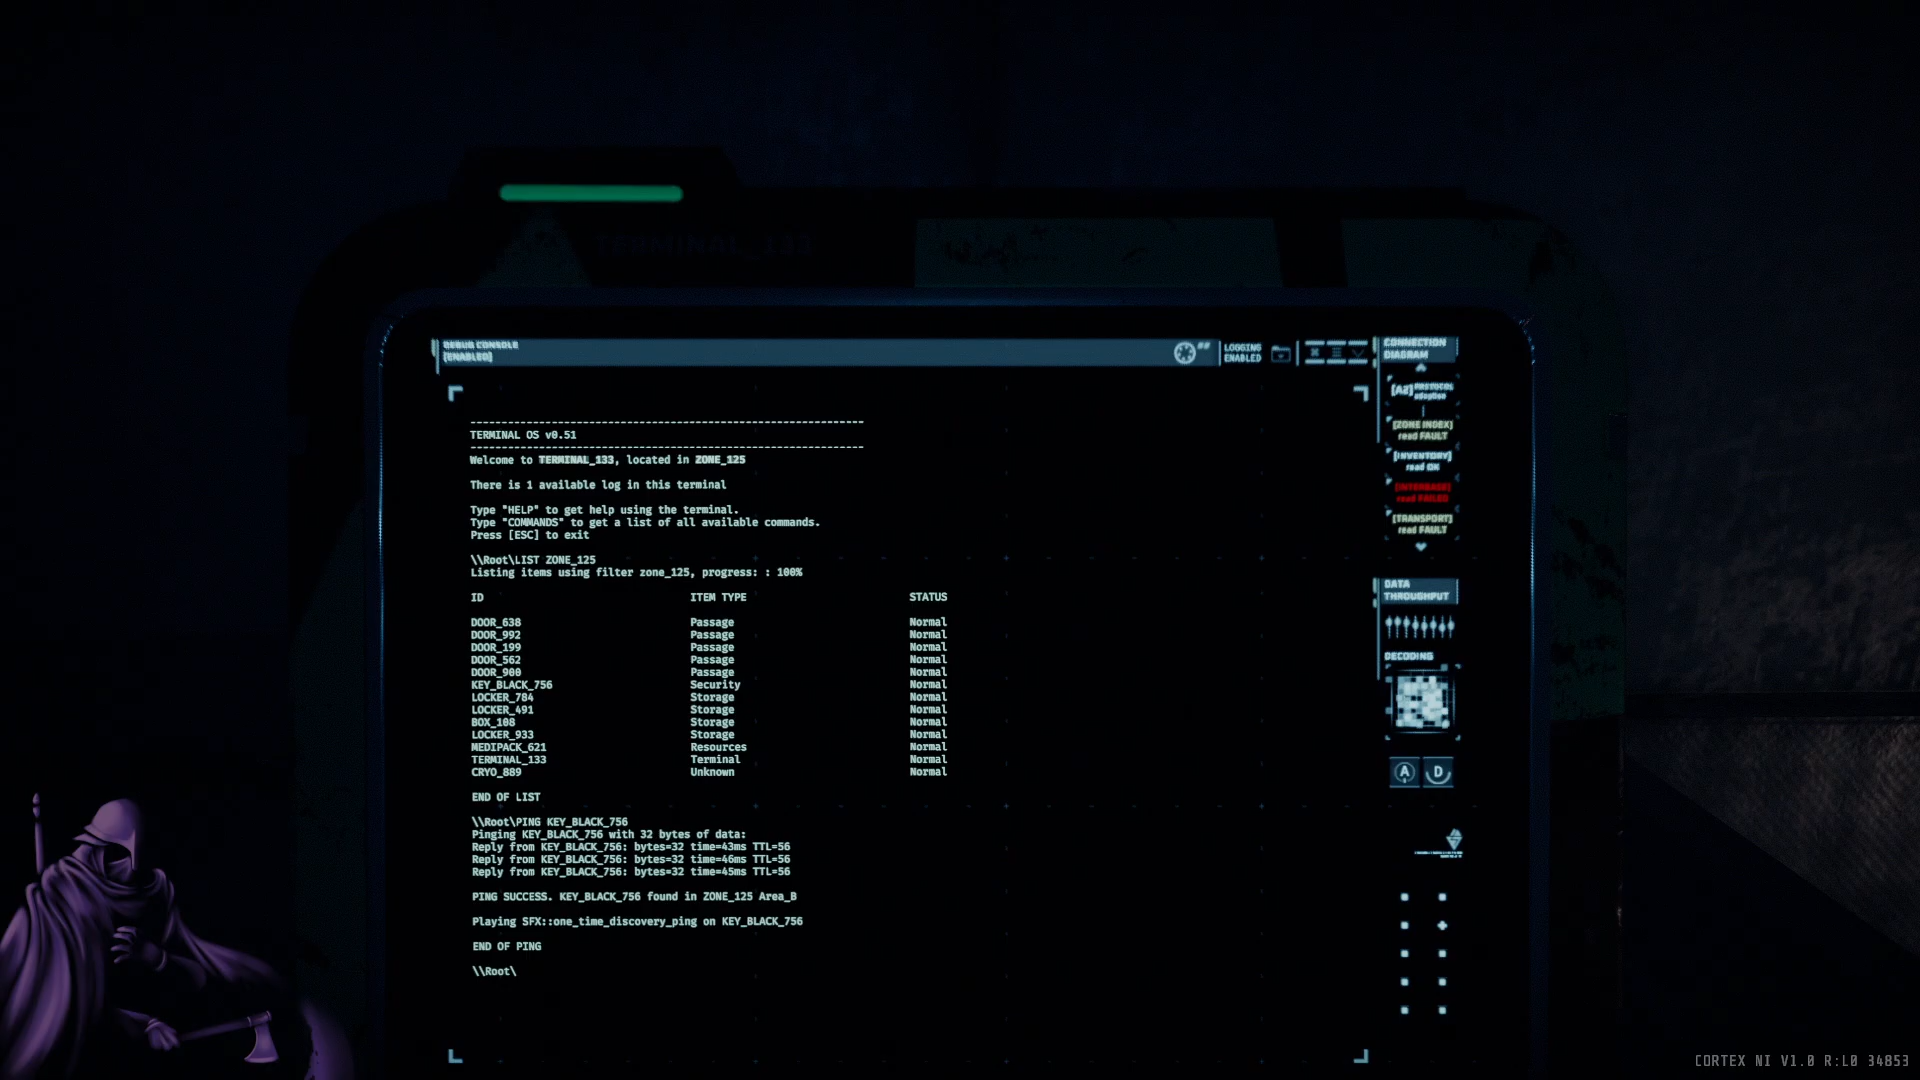 TERMINAL_133
DEBUG CONSOLE
[ENABLED]
LOGGING
ENABLED
------------------------------------------------------------
TERMINAL OS v0.51
------------------------------------------------------------
Welcome to TERMINAL_133, located in ZONE_125
There is 1 available log in this terminal
Type "HELP" to get help using the terminal.
Type "COMMANDS" to get a list of all available commands.
Press [ESC] to exit
\\Root\LIST ZONE_125
Listing items using filter zone_125, progress: : 100%
ID ITEM TYPE STATUS
DOOR_638 Passage Normal
DOOR_992 Passage Normal
DOOR_199 Passage Normal
DOOR_562 Passage Normal
DOOR_900 Passage Normal
KEY_BLACK_756 Security Normal
LOCKER_784 Storage Normal
LOCKER_491 Storage Normal
BOX_108 Storage Normal
LOCKER_933 Storage Normal
MEDIPACK_621 Resources Normal
TERMINAL_133 Terminal Normal
CRYO_889 Unknown Normal
END OF LIST
\\Root\PING KEY_BLACK_756
Pinging KEY_BLACK_756 with 32 bytes of data:
Reply from KEY_BLACK_756: bytes=32 time=43ms TTL=56
Reply from KEY_BLACK_756: bytes=32 time=46ms TTL=56
Reply from KEY_BLACK_756: bytes=32 time=45ms TTL=56
PING SUCCESS. KEY_BLACK_756 found in ZONE_125 Area_B
Playing SFX::one_time_discovery_ping on KEY_BLACK_756
END OF PING
\\Root\
CONNECTION
DIAGRAM
[A2] PROTOCOL
adaption
[ZONE INDEX]
read FAULT
[INVENTORY]
read OK
read FAILED
[TRANSPORT]
read FAULT
DATA
THROUGHPUT
DECODING
A D
CORTEX NI V1.0 R:L0 34853